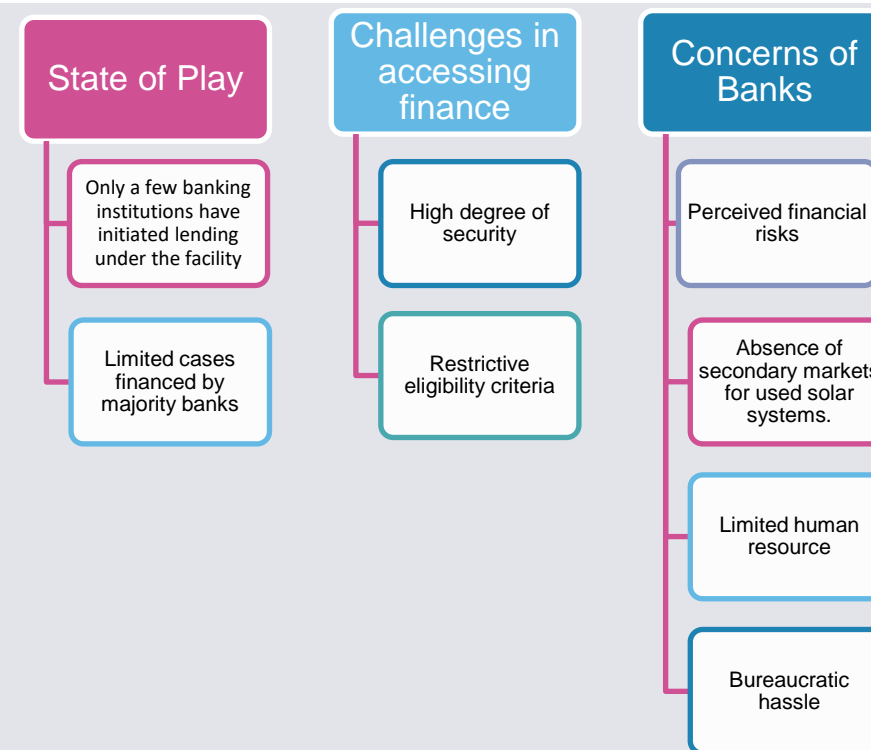 State of Play
Only a few banking
institutions have
initiated lending
under the facility
Limited cases
financed by
majority banks
Challenges in
accessing
finance
High degree of
security
Restrictive
eligibility criteria
Concerns of
Banks
Perceived financial
risks
Absence of
secondary markets
for used solar
systems.
Limited human
resource
Bureaucratic
hassle